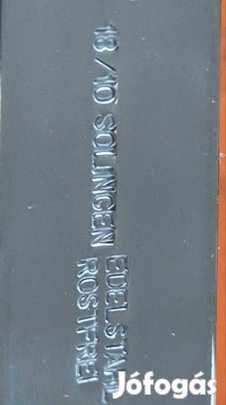 18/10 SOLINGEN
EDELSTAHL
ROSTFREI
Jófogás